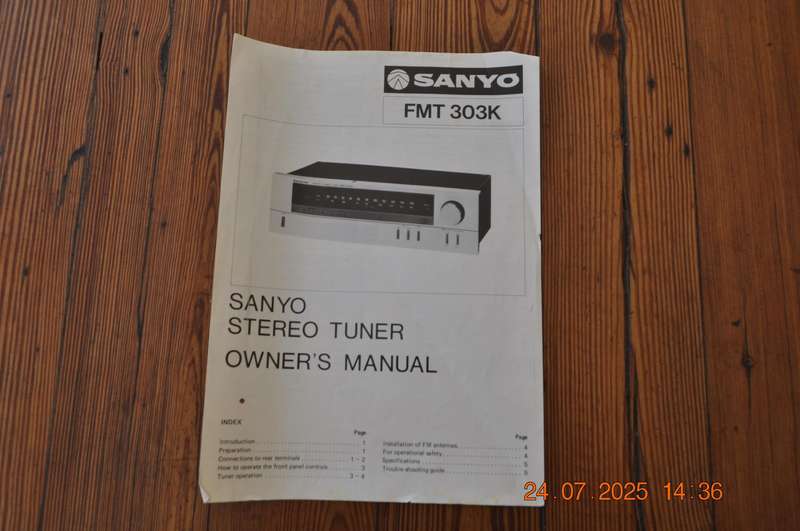 SANYO
FMT 303K
SANYO
STEREO TUNER
OWNER'S MANUAL
INDEX
Page
Introduction 1
Preparation 1
Connections to rear terminals 1 - 2
How to operate the front panel controls 3
Tuner operation 3 - 4
Page
Installation of FM antennas 4
For operational safety 4
Specifications 5
Trouble shooting guide 5
24.07.2025 14:36